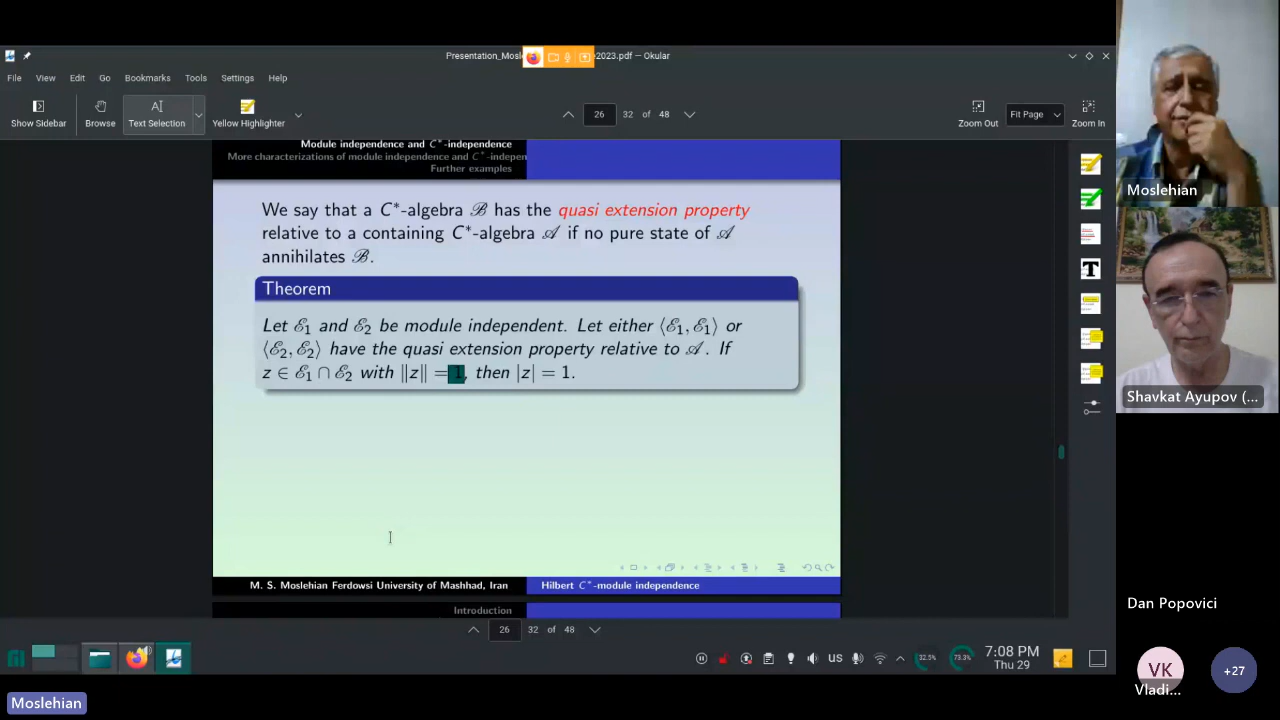 Presentation_Mosl
2023.pdf — Okular
File View Edit Go Bookmarks Tools Settings Help
Show Sidebar Browse Text Selection Yellow Highlighter 26 32 of 48 Zoom Out Fit Page Zoom In
Module independence and C*-independence
More characterizations of module independence and C*-indepen
Further examples
We say that a C*-algebra ℬ has the quasi extension property
relative to a containing C*-algebra 𝒜 if no pure state of 𝒜
annihilates ℬ.
Theorem
Let ℰ₁ and ℰ₂ be module independent. Let either ⟨ℰ₁, ℰ₁⟩ or
⟨ℰ₂, ℰ₂⟩ have the quasi extension property relative to 𝒜. If
z ∈ ℰ₁ ∩ ℰ₂ with ‖z‖ = 1, then |z| = 1.
M. S. Moslehian Ferdowsi University of Mashhad, Iran
Hilbert C*-module independence
Introduction
26 32 of 48
US 32.5% 73.3% 7:08 PM
Thu 29
Moslehian
Moslehian
Shavkat Ayupov (...
Dan Popovici
VK
Vladi...
+27